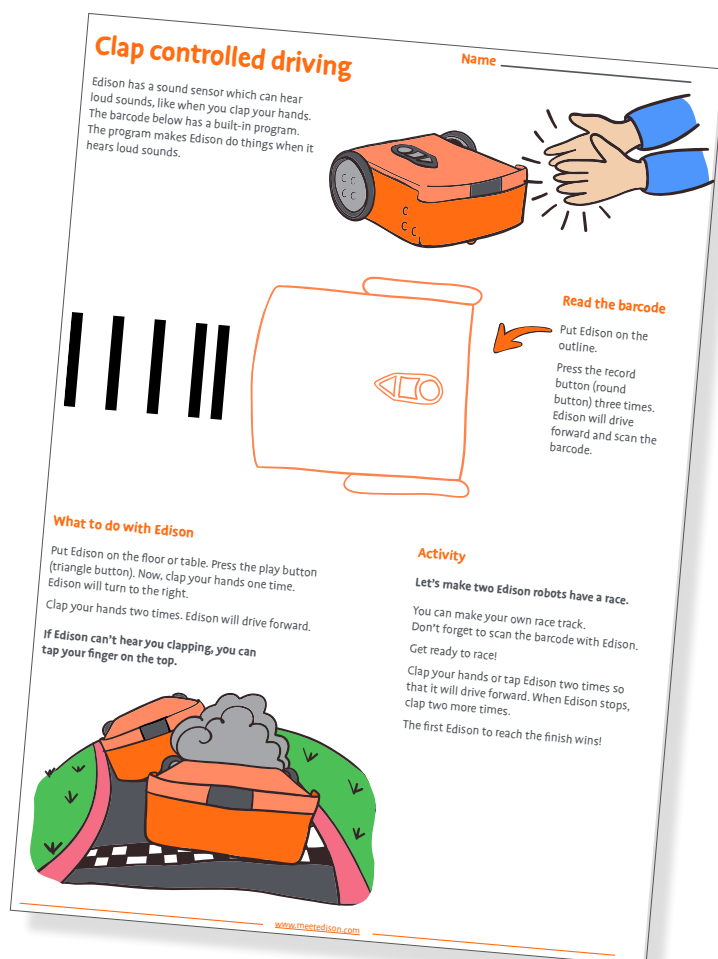 Clap controlled driving
Name
Edison has a sound sensor which can hear
loud sounds, like when you clap your hands.
The barcode below has a built-in program.
The program makes Edison do things when it
hears loud sounds.
Read the barcode
Put Edison on the
outline.
Press the record
button (round
button) three times.
Edison will drive
forward and scan the
barcode.
What to do with Edison
Put Edison on the floor or table. Press the play button
(triangle button). Now, clap your hands one time.
Edison will turn to the right.
Clap your hands two times. Edison will drive forward.
If Edison can't hear you clapping, you can
tap your finger on the top.
Activity
Let's make two Edison robots have a race.
You can make your own race track.
Don't forget to scan the barcode with Edison.
Get ready to race!
Clap your hands or tap Edison two times so
that it will drive forward. When Edison stops,
clap two more times.
The first Edison to reach the finish wins!
www.meetedison.com